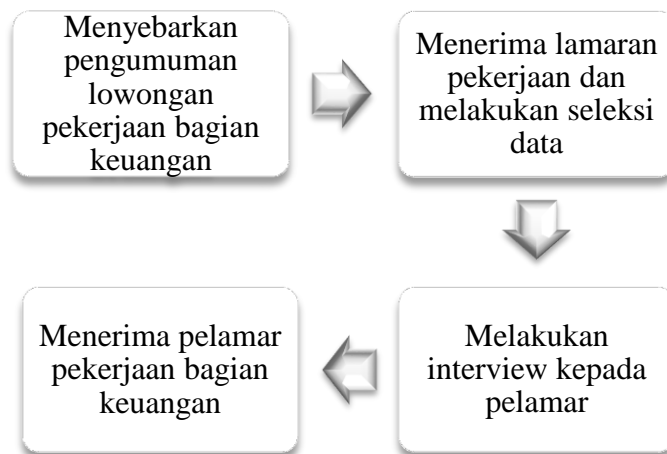 Menyebarkan
pengumuman
lowongan
pekerjaan bagian
keuangan
Menerima lamaran
pekerjaan dan
melakukan seleksi
data
Melakukan
interview kepada
pelamar
Menerima pelamar
pekerjaan bagian
keuangan